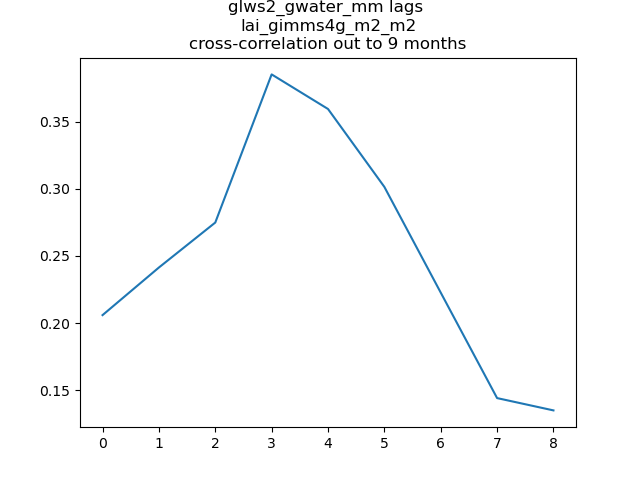 glws2_gwater_mm lags
lai_gimms4g_m2_m2
cross-correlation out to 9 months
0.35
0.30
0.25
0.20
0.15
0 1 2 3 4 5 6 7 8